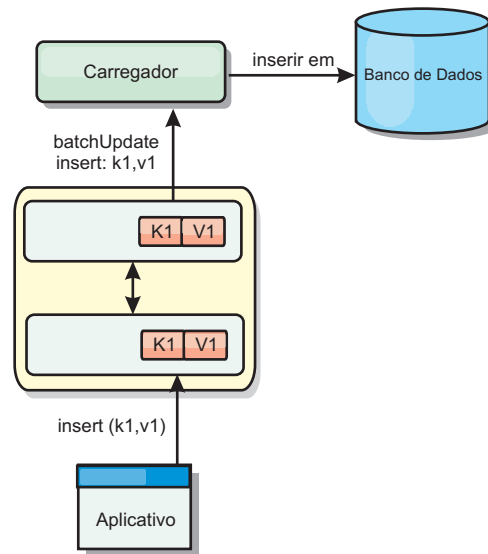 Carregador
inserir em
Banco de Dados
batchUpdate
insert: k1,v1
K1 V1
K1 V1
insert (k1,v1)
Aplicativo